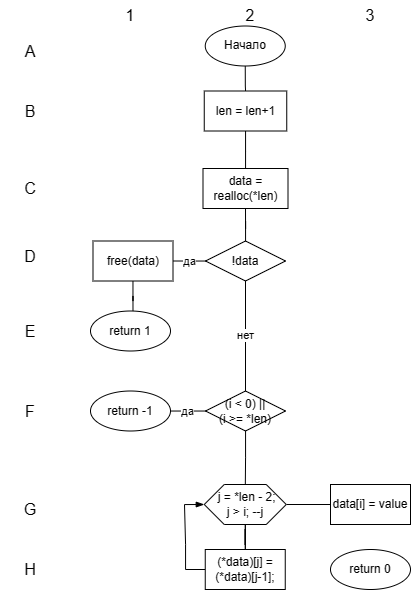 1 2 3
A
Начало
B
len = len+1
C
data =
realloc(*len)
D
free(data)
да
!data
E
return 1
нет
F
return -1
да
(i < 0) ||
(i >= *len)
G
j = *len - 2;
j > i; --j
data[i] = value
H
(*data)[j] =
(*data)[j-1];
return 0